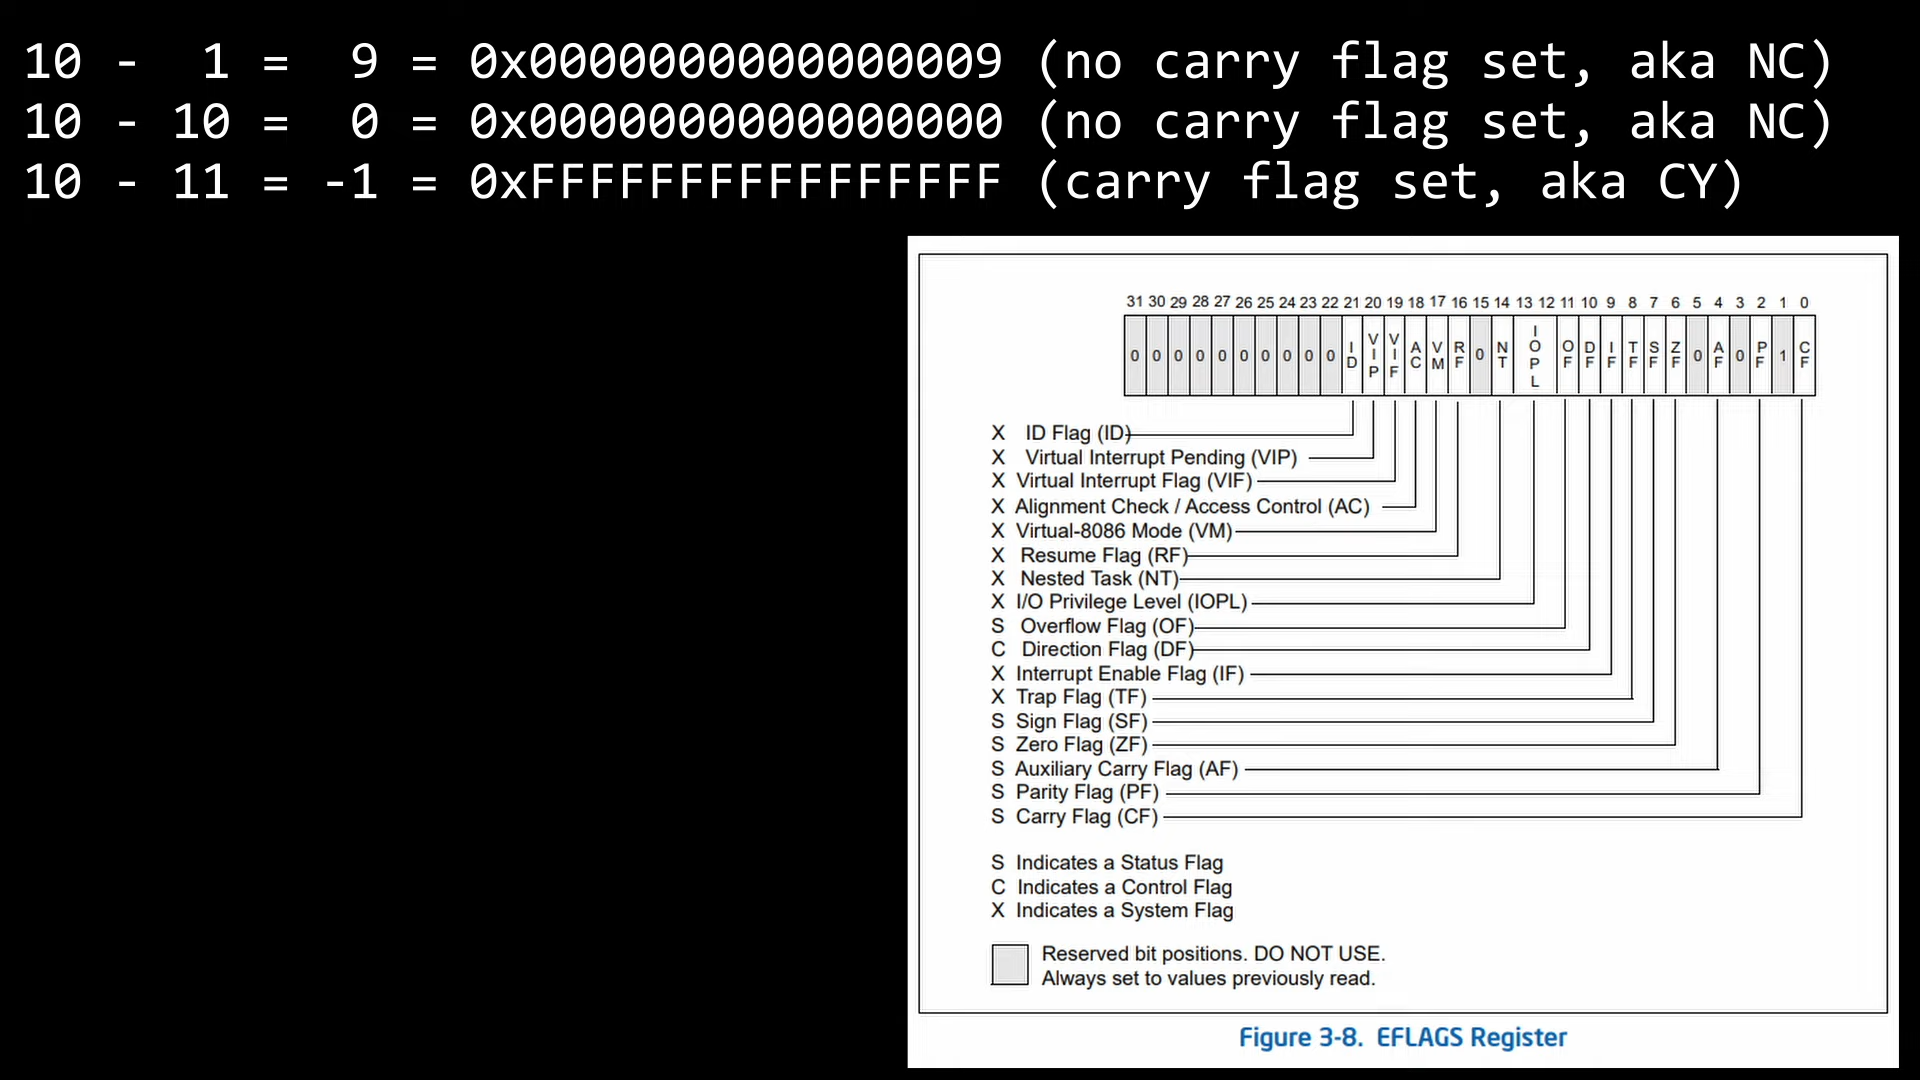 10 -  1 =  9 = 0x0000000000000009 (no carry flag set, aka NC)
10 - 10 =  0 = 0x0000000000000000 (no carry flag set, aka NC)
10 - 11 = -1 = 0xFFFFFFFFFFFFFFFF (carry flag set, aka CY)
31 30 29 28 27 26 25 24 23 22 21 20 19 18 17 16 15 14 13 12 11 10 9 8 7 6 5 4 3 2 1 0
0 0 0 0 0 0 0 0 0 0 ID VIP VIF AC VM RF 0 NT IOPL OF DF IF TF SF ZF 0 AF 0 PF 1 CF
X ID Flag (ID)
X Virtual Interrupt Pending (VIP)
X Virtual Interrupt Flag (VIF)
X Alignment Check / Access Control (AC)
X Virtual-8086 Mode (VM)
X Resume Flag (RF)
X Nested Task (NT)
X I/O Privilege Level (IOPL)
S Overflow Flag (OF)
C Direction Flag (DF)
X Interrupt Enable Flag (IF)
X Trap Flag (TF)
S Sign Flag (SF)
S Zero Flag (ZF)
S Auxiliary Carry Flag (AF)
S Parity Flag (PF)
S Carry Flag (CF)
S Indicates a Status Flag
C Indicates a Control Flag
X Indicates a System Flag
Reserved bit positions. DO NOT USE.
Always set to values previously read.
Figure 3-8. EFLAGS Register